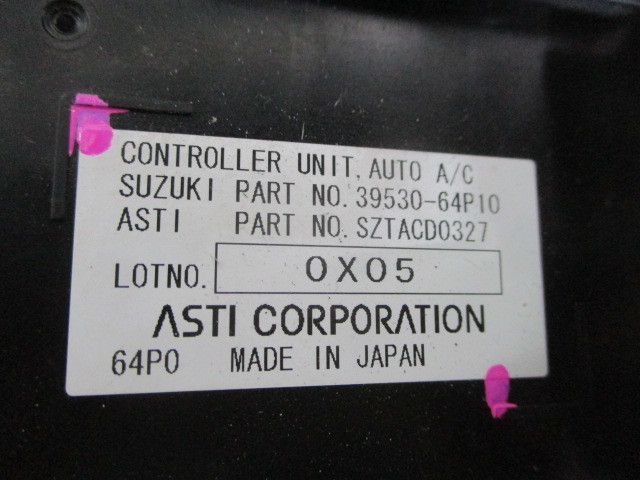 CONTROLLER UNIT, AUTO A/C
SUZUKI PART NO. 39530-64P10
ASTI PART NO. SZTACD0327
LOTNO. 0X05
ASTI CORPORATION
64P0 MADE IN JAPAN